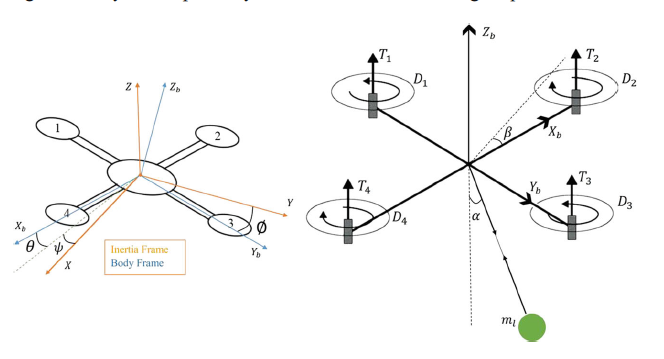 Z
Z_b
1
2
4
3
X_b
θ
ψ
X
Y
ϕ
Y_b
Inertia Frame
Body Frame
Z_b
T_1
D_1
T_2
D_2
β
X_b
T_4
D_4
Y_b
T_3
D_3
α
m_l